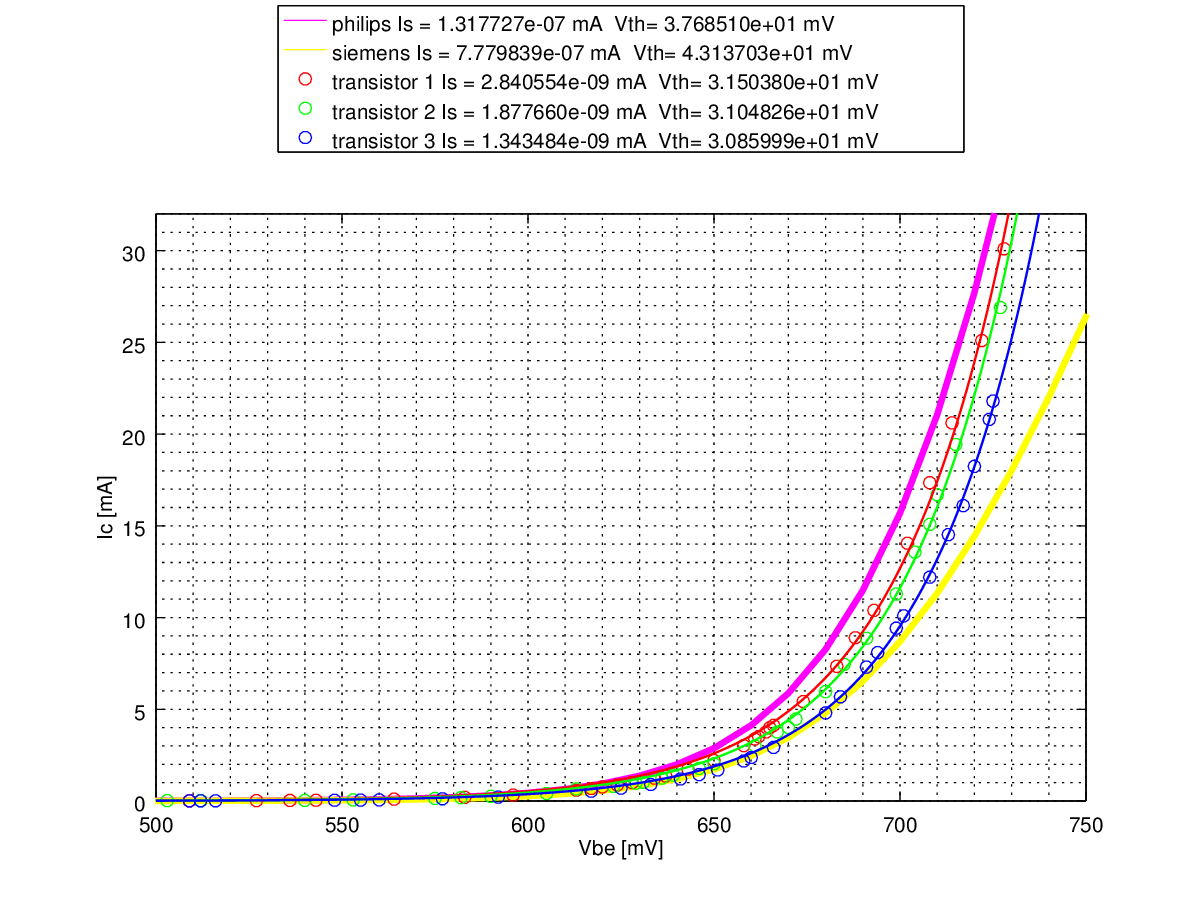 philips Is = 1.317727e-07 mA  Vth= 3.768510e+01 mV
siemens Is = 7.779839e-07 mA  Vth= 4.313703e+01 mV
transistor 1 Is = 2.840554e-09 mA  Vth= 3.150380e+01 mV
transistor 2 Is = 1.877660e-09 mA  Vth= 3.104826e+01 mV
transistor 3 Is = 1.343484e-09 mA  Vth= 3.085999e+01 mV
30
25
20
15
10
5
0
Ic [mA]
500 550 600 650 700 750
Vbe [mV]